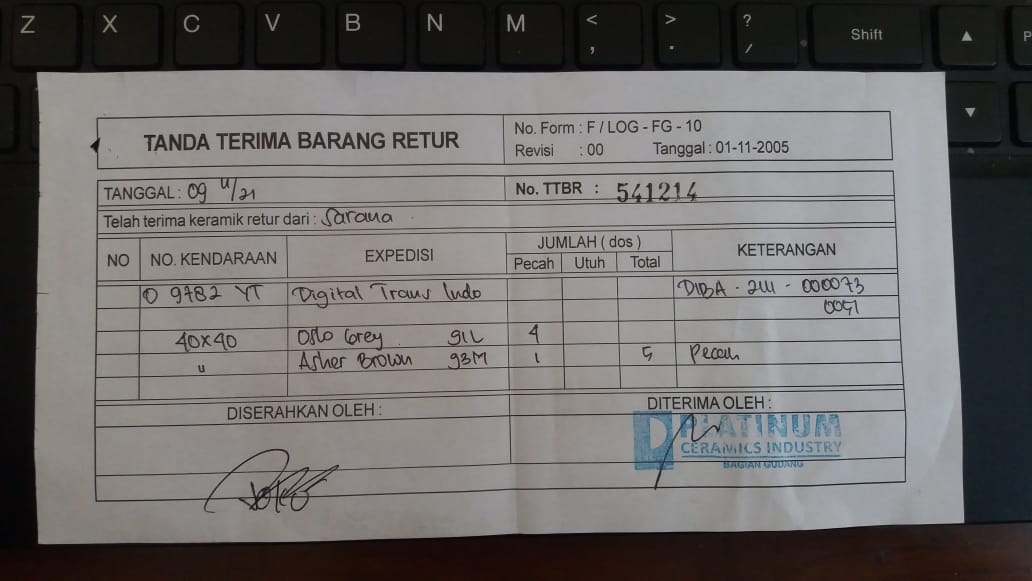 Z X C V B N M < , > . ? / Shift
TANDA TERIMA BARANG RETUR
No. Form : F / LOG - FG - 10
Revisi : 00 Tanggal : 01-11-2005
TANGGAL : 09 4/21
No. TTBR : 541214
Telah terima keramik retur dari : Sarana
NO NO. KENDARAAN EXPEDISI JUMLAH ( dos ) KETERANGAN
Pecah Utuh Total
9782 YT Digital Trans Indo DIBA - 2111 - 000073
0051
40x40 Oslo Grey 91L 4
" Asher Brown 93M 1 5 Pecah
DISERAHKAN OLEH :
DITERIMA OLEH :
PLATINUM
CERAMICS INDUSTRY
BAGIAN GUDANG